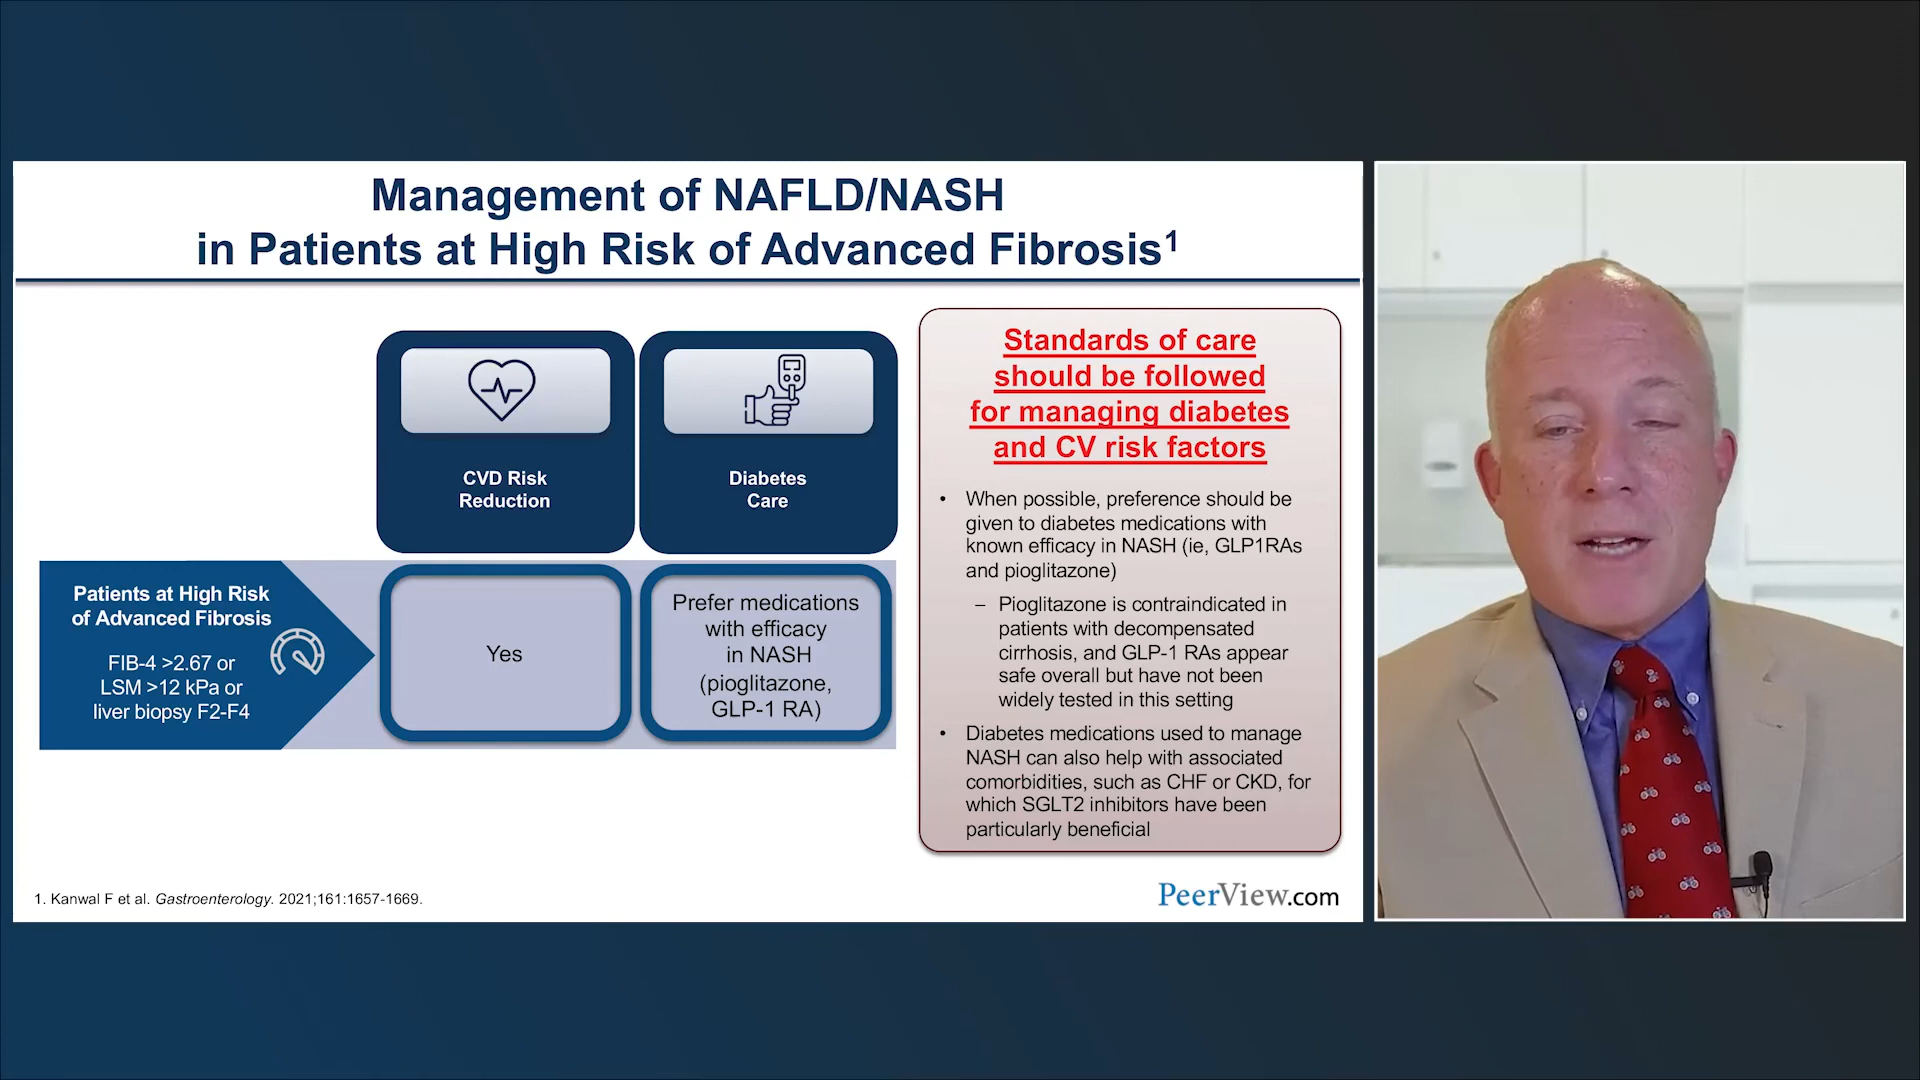 Management of NAFLD/NASH
in Patients at High Risk of Advanced Fibrosis1
CVD Risk
Reduction
Diabetes
Care
Patients at High Risk
of Advanced Fibrosis
FIB-4 >2.67 or
LSM >12 kPa or
liver biopsy F2-F4
Yes
Prefer medications
with efficacy
in NASH
(pioglitazone,
GLP-1 RA)
Standards of care
should be followed
for managing diabetes
and CV risk factors
• When possible, preference should be
given to diabetes medications with
known efficacy in NASH (ie, GLP1RAs
and pioglitazone)
– Pioglitazone is contraindicated in
patients with decompensated
cirrhosis, and GLP-1 RAs appear
safe overall but have not been
widely tested in this setting
• Diabetes medications used to manage
NASH can also help with associated
comorbidities, such as CHF or CKD, for
which SGLT2 inhibitors have been
particularly beneficial
1. Kanwal F et al. Gastroenterology. 2021;161:1657-1669.
PeerView.com